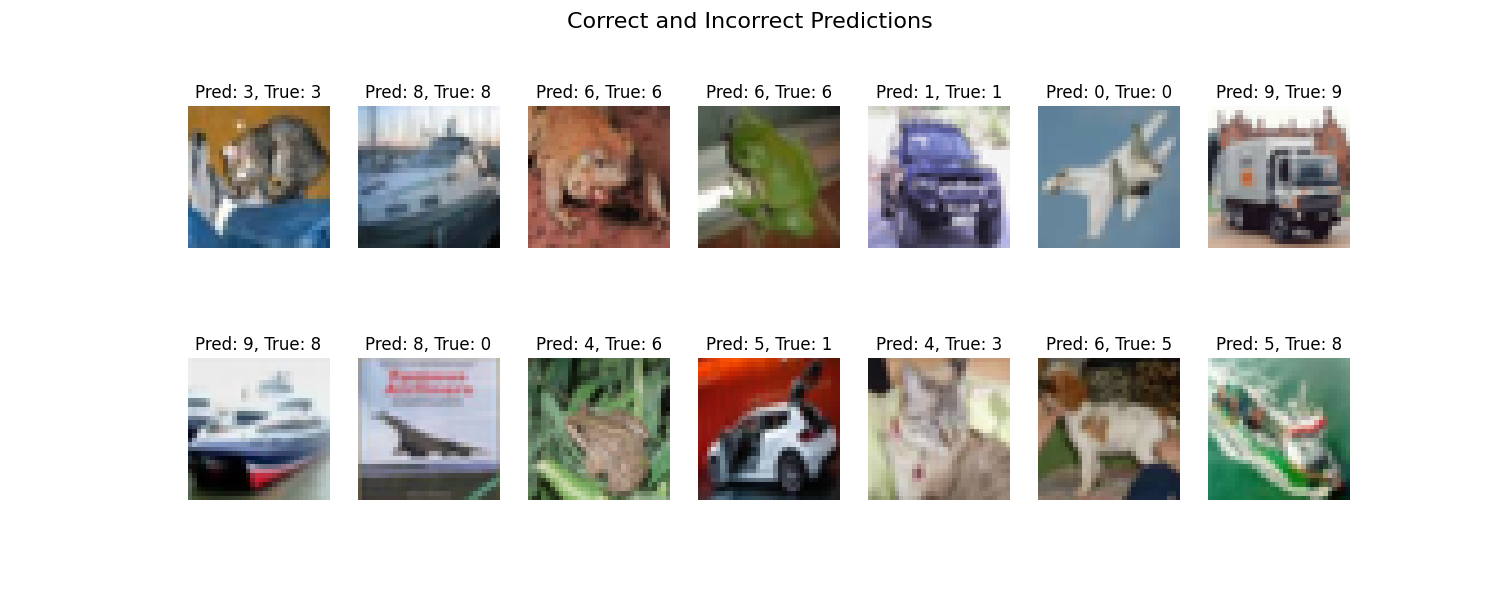 Correct and Incorrect Predictions
Pred: 3, True: 3
Pred: 8, True: 8
Pred: 6, True: 6
Pred: 6, True: 6
Pred: 1, True: 1
Pred: 0, True: 0
Pred: 9, True: 9
Pred: 9, True: 8
Pred: 8, True: 0
Pred: 4, True: 6
Pred: 5, True: 1
Pred: 4, True: 3
Pred: 6, True: 5
Pred: 5, True: 8